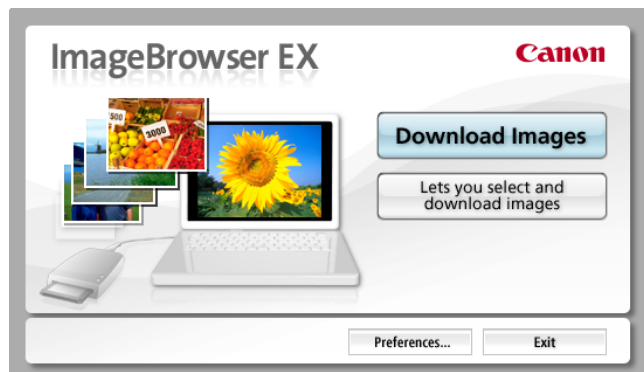 ImageBrowser EX
Canon
Download Images
Lets you select and
download images
500
3000
Preferences...
Exit